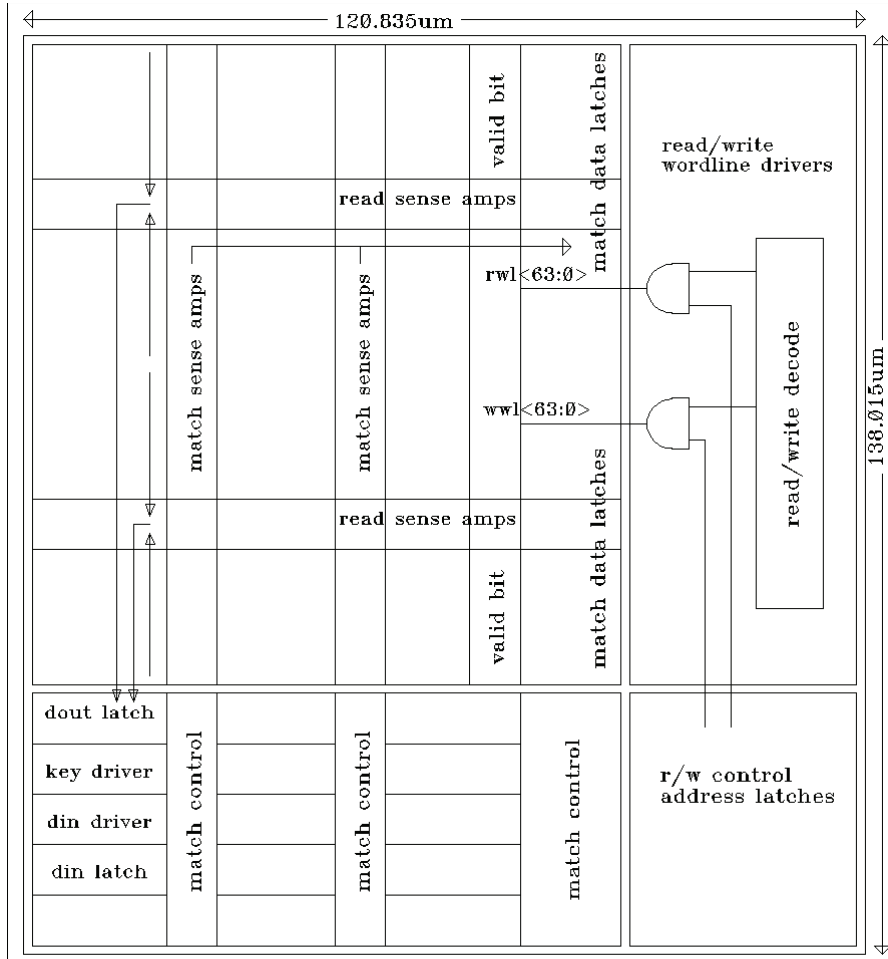 120.835um
valid bit
match data latches
read/write
wordline drivers
read sense amps
match sense amps
match sense amps
rwl<63:0>
wwl<63:0>
read/write decode
138.015um
read sense amps
valid bit
match data latches
dout latch
key driver
din driver
din latch
match control
match control
match control
r/w control
address latches